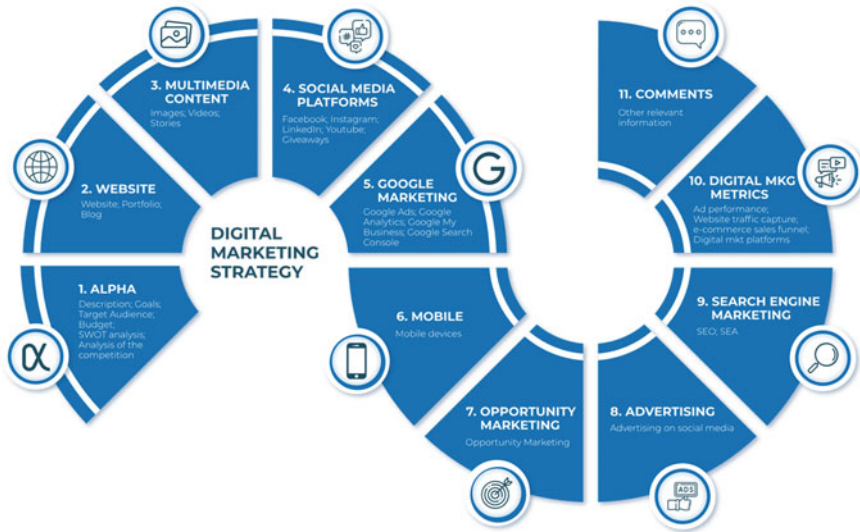 DIGITAL
MARKETING
STRATEGY
1. ALPHA
Description; Goals;
Target Audience;
Budget;
SWOT analysis;
Analysis of the
competition
α
2. WEBSITE
Website; Portfolio;
Blog
3. MULTIMEDIA
CONTENT
Images; Videos;
Stories
4. SOCIAL MEDIA
PLATFORMS
Facebook; Instagram;
LinkedIn; Youtube;
Giveaways
#
5. GOOGLE
MARKETING
Google Ads; Google
Analytics; Google My
Business; Google Search
Console
G
6. MOBILE
Mobile devices
7. OPPORTUNITY
MARKETING
Opportunity Marketing
8. ADVERTISING
Advertising on social media
ADS
9. SEARCH ENGINE
MARKETING
SEO; SEA
10. DIGITAL MKG
METRICS
Ad performance;
Website traffic capture;
e-commerce sales funnel;
Digital mkt platforms
11. COMMENTS
Other relevant
information